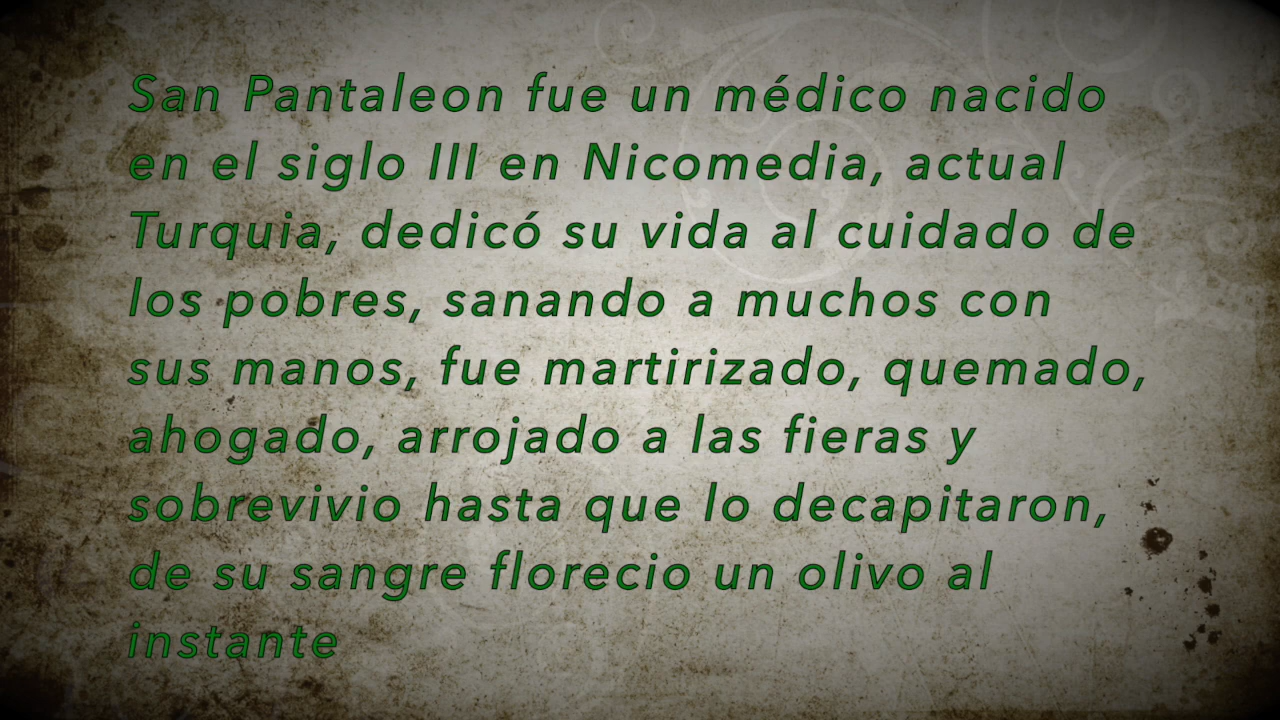 San Pantaleon fue un médico nacido
en el siglo III en Nicomedia, actual
Turquia, dedicó su vida al cuidado de
los pobres, sanando a muchos con
sus manos, fue martirizado, quemado,
ahogado, arrojado a las fieras y
sobrevivio hasta que lo decapitaron,
de su sangre florecio un olivo al
instante